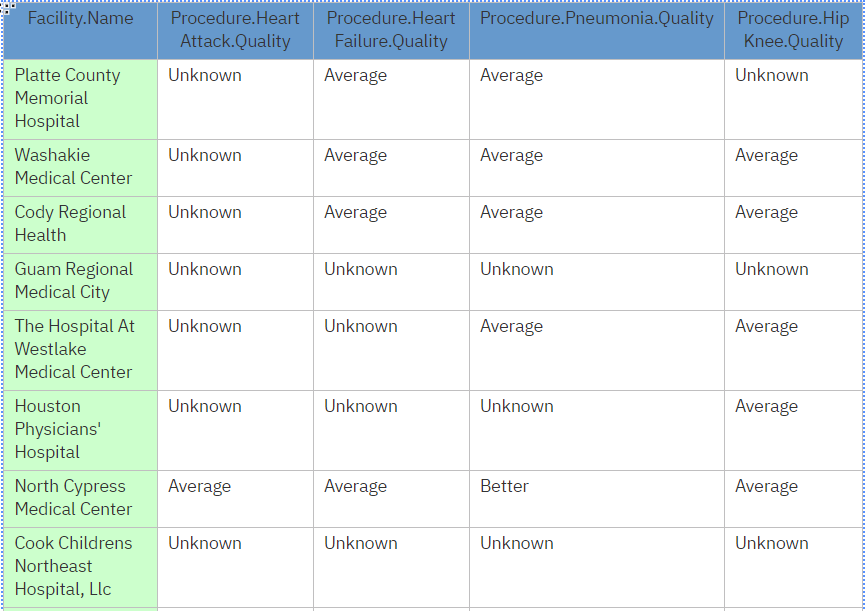 Facility.Name Procedure.Heart Attack.Quality Procedure.Heart Failure.Quality Procedure.Pneumonia.Quality Procedure.Hip Knee.Quality
Platte County Memorial Hospital Unknown Average Average Unknown
Washakie Medical Center Unknown Average Average Average
Cody Regional Health Unknown Average Average Average
Guam Regional Medical City Unknown Unknown Unknown Unknown
The Hospital At Westlake Medical Center Unknown Unknown Average Average
Houston Physicians' Hospital Unknown Unknown Unknown Average
North Cypress Medical Center Average Average Better Average
Cook Childrens Northeast Hospital, Llc Unknown Unknown Unknown Unknown